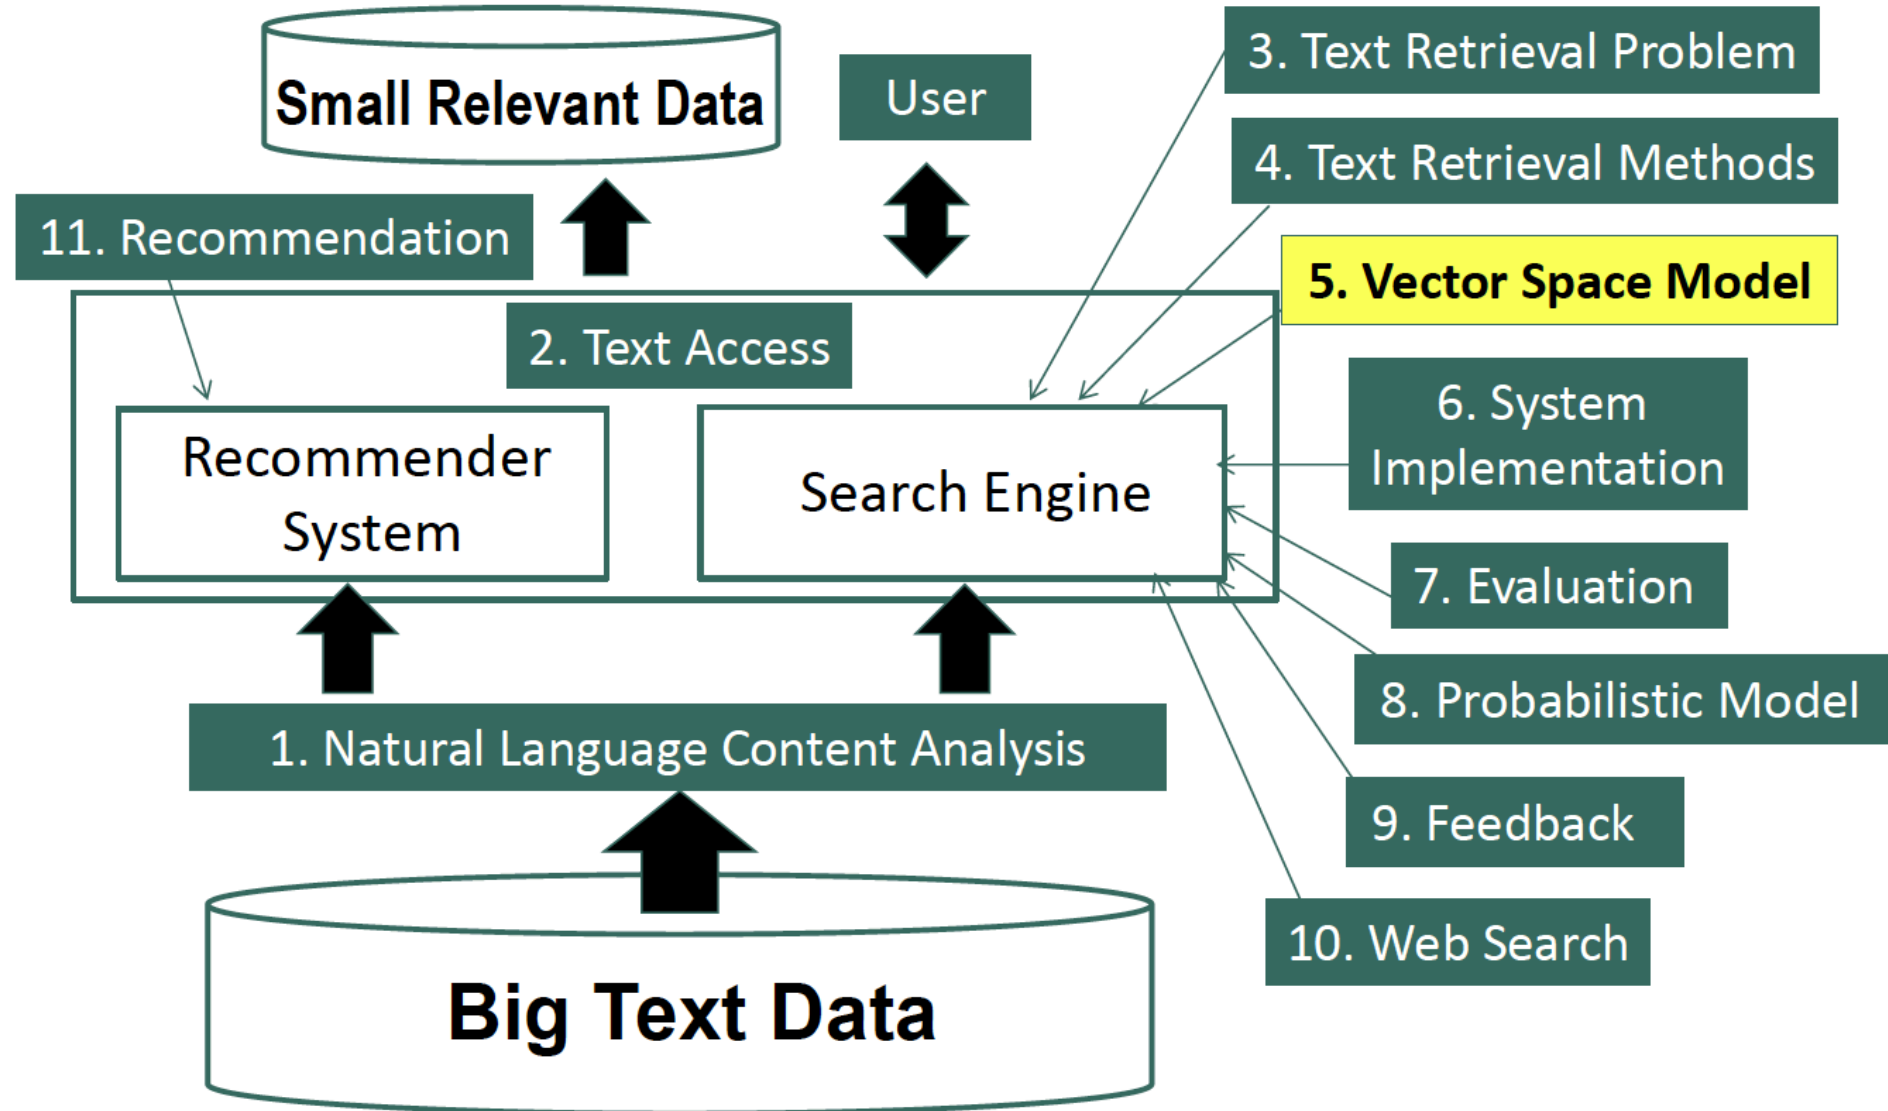 Small Relevant Data
User
3. Text Retrieval Problem
4. Text Retrieval Methods
11. Recommendation
5. Vector Space Model
2. Text Access
6. System
Implementation
Recommender
System
Search Engine
7. Evaluation
8. Probabilistic Model
1. Natural Language Content Analysis
9. Feedback
10. Web Search
Big Text Data